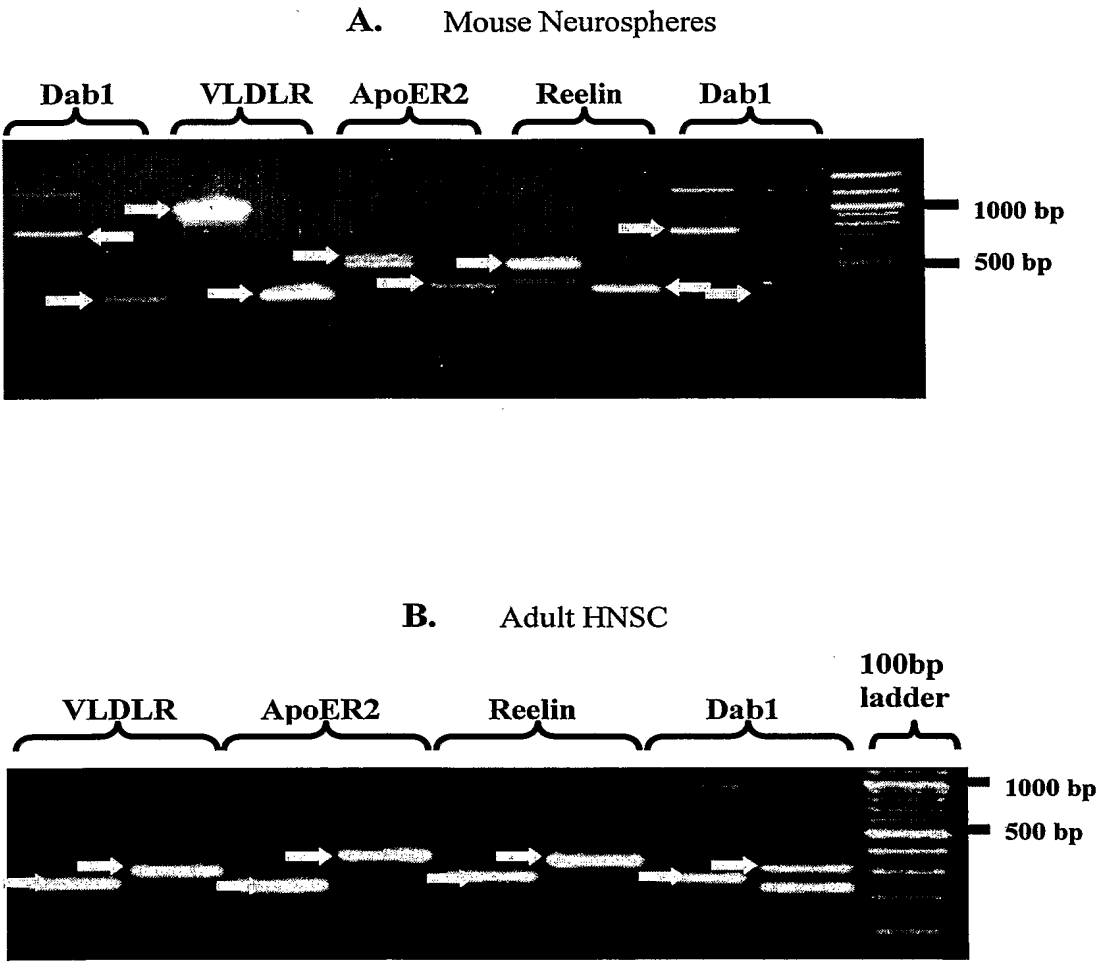 A. Mouse Neurospheres
Dab1 VLDLR ApoER2 Reelin Dab1
1000 bp
500 bp
B. Adult HNSC
100bp
ladder
VLDLR ApoER2 Reelin Dab1
1000 bp
500 bp